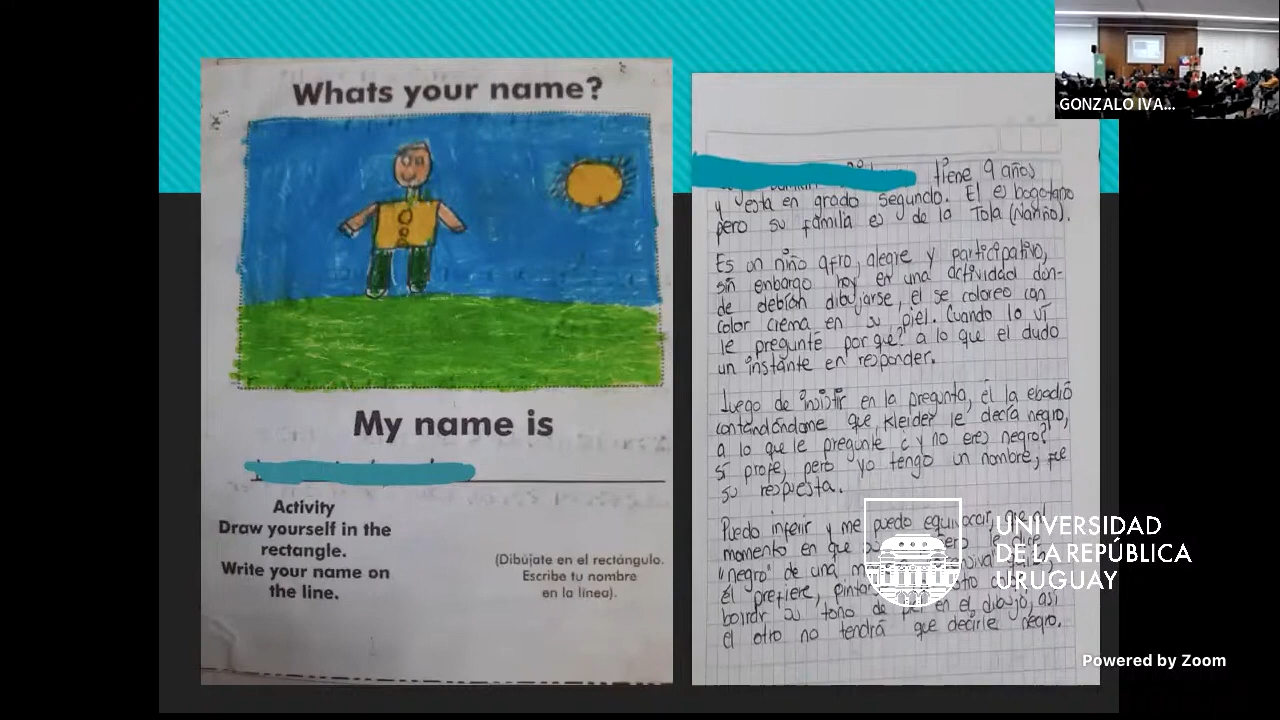 Whats your name?
My name is
Activity
Draw yourself in the
rectangle.
Write your name on
the line.
(Dibújate en el rectángulo.
Escribe tu nombre
en la línea).
tiene 9 años
y está en grado segundo. El es bogotano
pero su familia es de la Tola (Nariño).
Es un niño afro, alegre y participativo,
sin embargo hoy en una actividad dón-
de debían dibujarse, el se coloreo con
color crema en su piel. Cuando lo vi
le pregunté por que? a lo que el dudo
un instante en responder.
Luego de insistir en la pregunta, él la ebadió
contandóndome que Kleider le decía negro,
a lo que le pregunte ¿y no eres negro?
si profe, pero yo tengo un nombre, fue
su respuesta.
Puedo inferir y me puedo equivocar, que al
momento en que
"negro" de una
él prefiere,
borrar su tono de piel en el dibujo, así
el otro no tendrá que decirle negro.
GONZALO IVA...
UNIVERSIDAD
DE LA REPÚBLICA
URUGUAY
Powered by Zoom